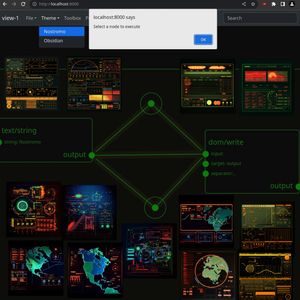 http://localhost:8000
view-1 File Theme Toolbox
Search
localhost:8000 says
Select a node to execute
OK
Nostromo
Obsidian
text/string
string: Nostromo
output
dom/write
input:
target: output
separator:
output